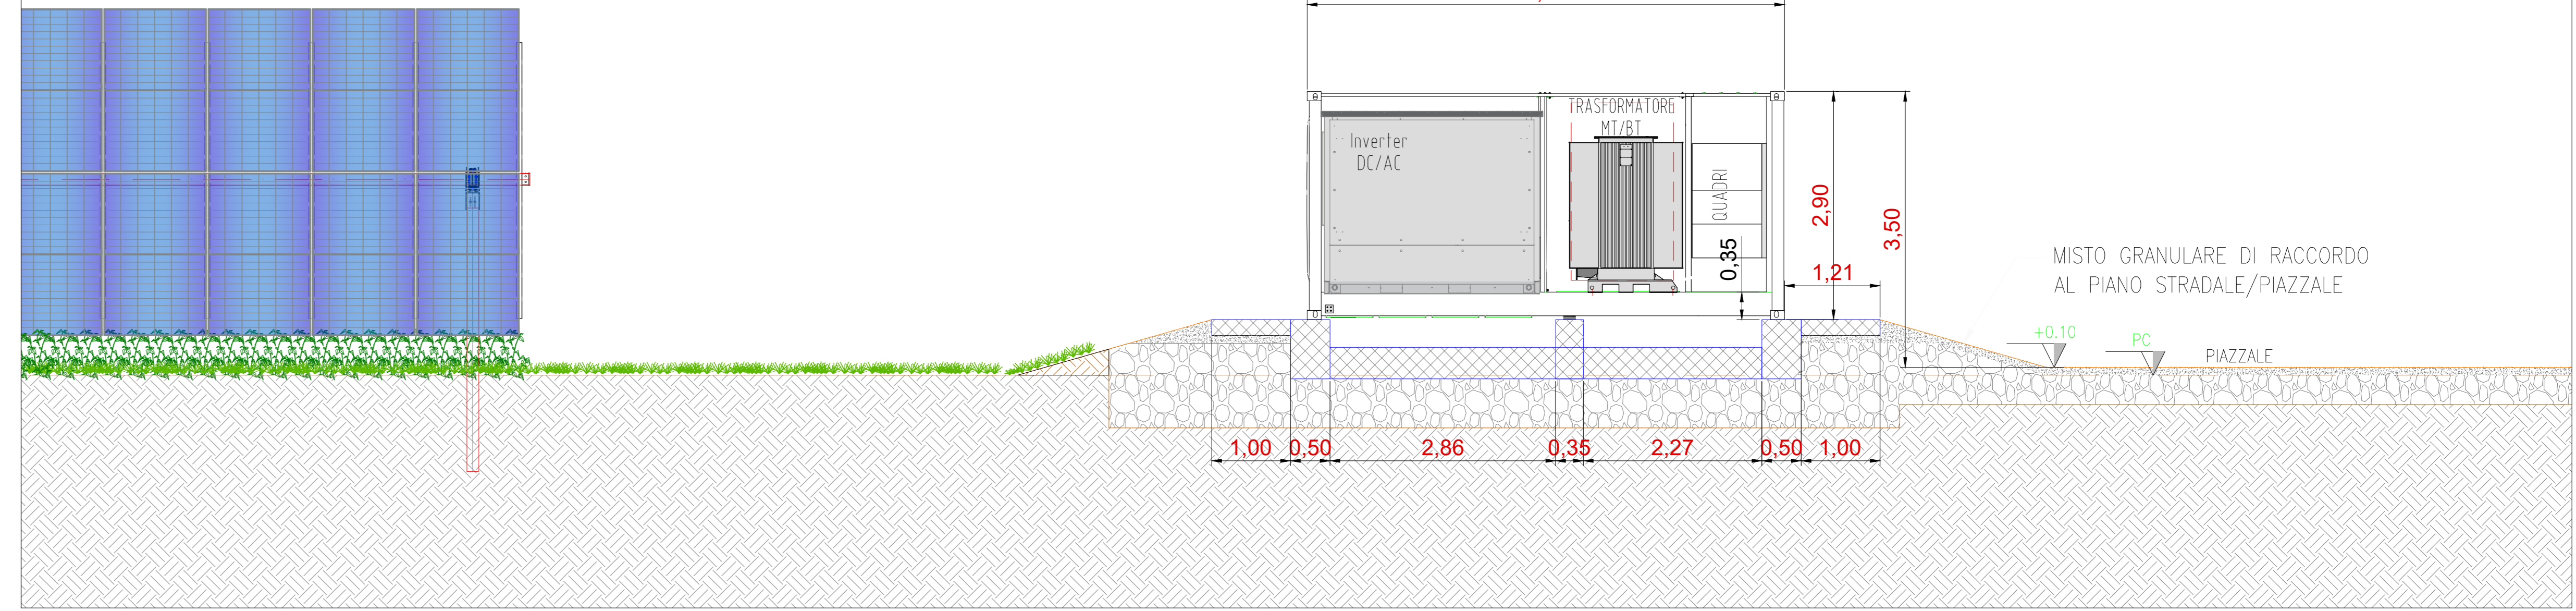 TRASFORMATORE
MT/BT
Inverter
DC/AC
QUADRI
2,90
3,50
0,35
1,21
MISTO GRANULARE DI RACCORDO
AL PIANO STRADALE/PIAZZALE
+0.10
PC
PIAZZALE
1,00 0,50 2,86 0,35 2,27 0,50 1,00